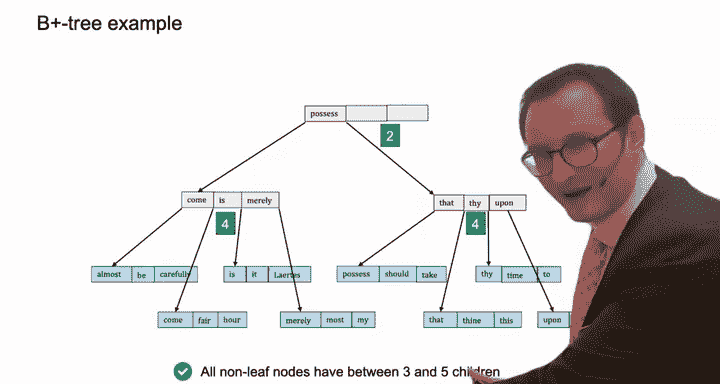 B+-tree example
possess
2
come is merely
that thy upon
4
4
almost be carefully
is it Laertes
possess should take
thy time to
come fair hour
merely most my
that thine this
upon
All non-leaf nodes have between 3 and 5 children